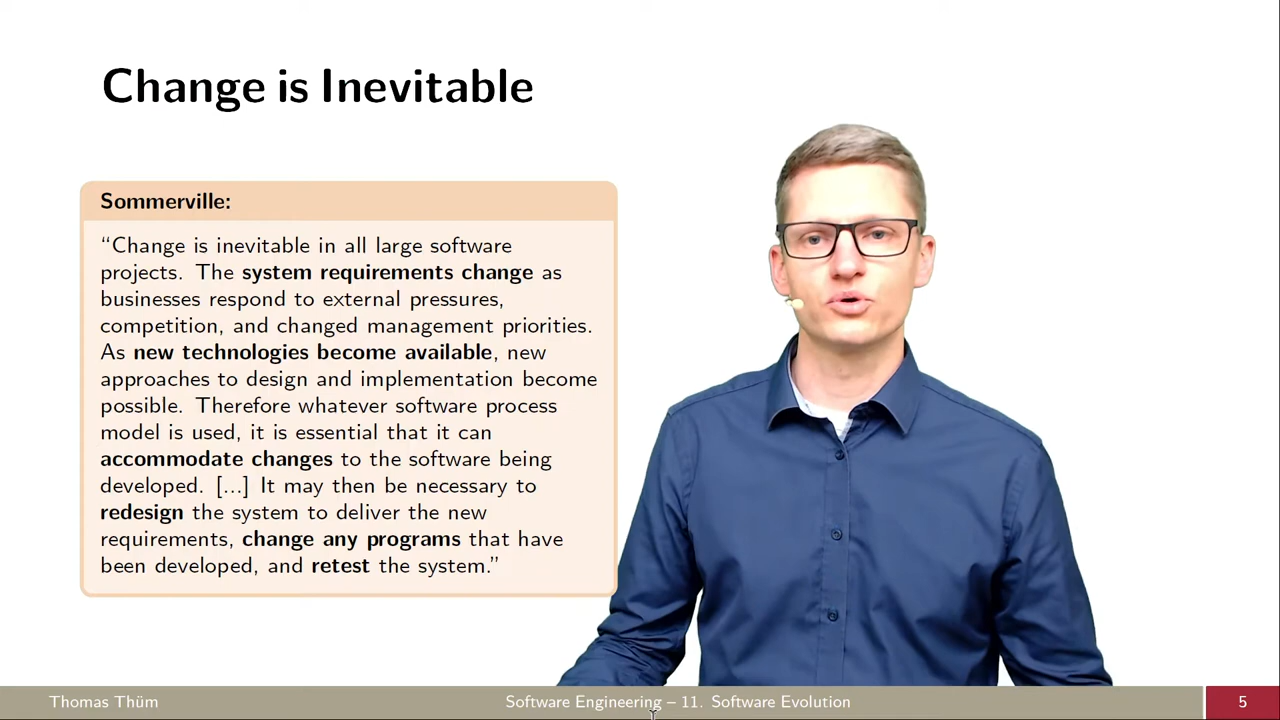 Change is Inevitable
Sommerville:
“Change is inevitable in all large software
projects. The system requirements change as
businesses respond to external pressures,
competition, and changed management priorities.
As new technologies become available, new
approaches to design and implementation become
possible. Therefore whatever software process
model is used, it is essential that it can
accommodate changes to the software being
developed. [...] It may then be necessary to
redesign the system to deliver the new
requirements, change any programs that have
been developed, and retest the system.”
Thomas Thüm
Software Engineering – 11. Software Evolution
5